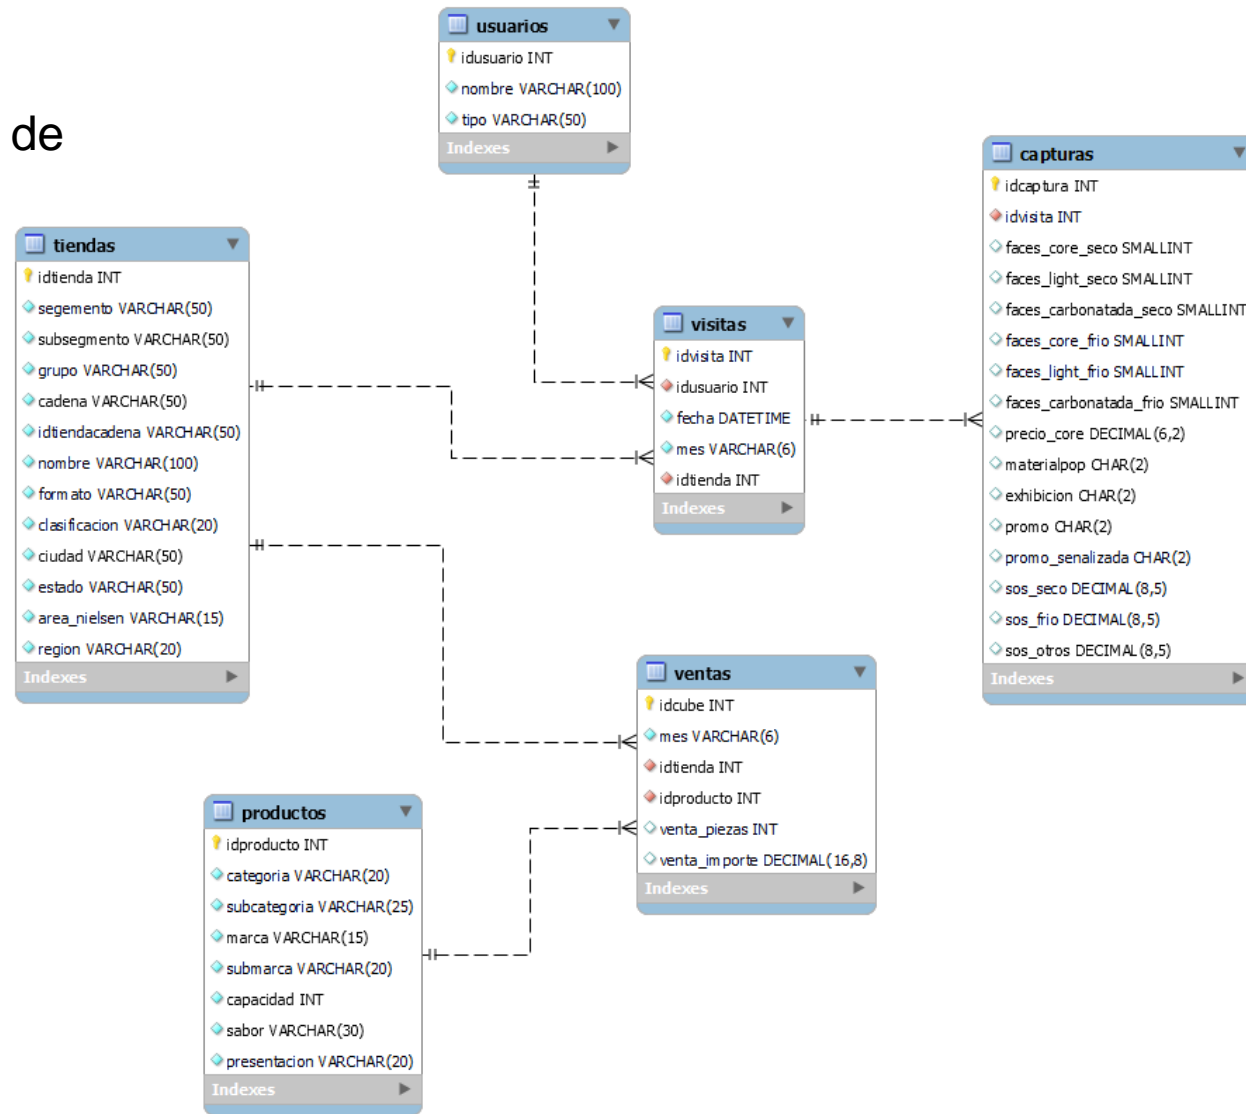 de
usuarios
idusuario INT
nombre VARCHAR(100)
tipo VARCHAR(50)
Indexes
tiendas
idtienda INT
segemento VARCHAR(50)
subsegmento VARCHAR(50)
grupo VARCHAR(50)
cadena VARCHAR(50)
idtiendacadena VARCHAR(50)
nombre VARCHAR(100)
formato VARCHAR(50)
clasificacion VARCHAR(20)
ciudad VARCHAR(50)
estado VARCHAR(50)
area_nielsen VARCHAR(15)
region VARCHAR(20)
Indexes
visitas
idvisita INT
idusuario INT
fecha DATETIME
mes VARCHAR(6)
idtienda INT
Indexes
capturas
idcaptura INT
idvisita INT
faces_core_seco SMALLINT
faces_light_seco SMALLINT
faces_carbonatada_seco SMALLINT
faces_core_frio SMALLINT
faces_light_frio SMALLINT
faces_carbonatada_frio SMALLINT
precio_core DECIMAL(6,2)
materialpop CHAR(2)
exhibicion CHAR(2)
promo CHAR(2)
promo_senalizada CHAR(2)
sos_seco DECIMAL(8,5)
sos_frio DECIMAL(8,5)
sos_otros DECIMAL(8,5)
Indexes
ventas
idcube INT
mes VARCHAR(6)
idtienda INT
idproducto INT
venta_piezas INT
venta_importe DECIMAL(16,8)
Indexes
productos
idproducto INT
categoria VARCHAR(20)
subcategoria VARCHAR(25)
marca VARCHAR(15)
submarca VARCHAR(20)
capacidad INT
sabor VARCHAR(30)
presentacion VARCHAR(20)
Indexes